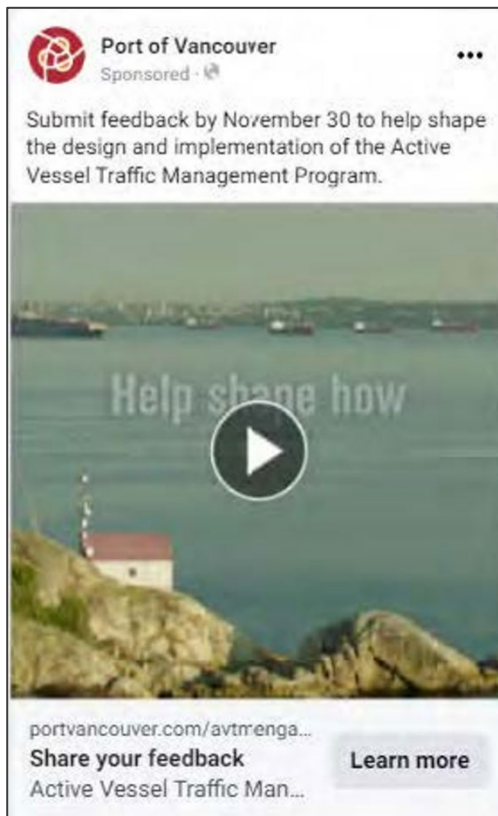 Port of Vancouver
Sponsored ·
Submit feedback by November 30 to help shape
the design and implementation of the Active
Vessel Traffic Management Program.
Help shape how
portvancouver.com/avtmenga...
Share your feedback
Learn more
Active Vessel Traffic Man...